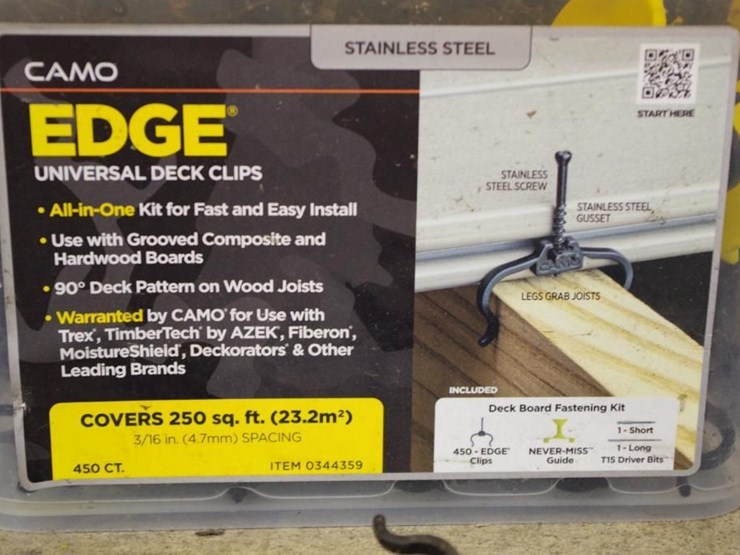 STAINLESS STEEL
CAMO
EDGE®
UNIVERSAL DECK CLIPS
• All-in-One Kit for Fast and Easy Install
• Use with Grooved Composite and
Hardwood Boards
• 90° Deck Pattern on Wood Joists
• Warranted by CAMO® for Use with
Trex®, TimberTech® by AZEK®, Fiberon®,
MoistureShield®, Deckorators® & Other
Leading Brands
COVERS 250 sq. ft. (23.2m²)
3/16 in. (4.7mm) SPACING
450 CT.
ITEM 0344359
START HERE
STAINLESS
STEEL SCREW
STAINLESS STEEL
GUSSET
LEGS GRAB JOISTS
INCLUDED
Deck Board Fastening Kit
450 - EDGE®
Clips
NEVER-MISS™
Guide
1 - Short
1 - Long
T15 Driver Bits